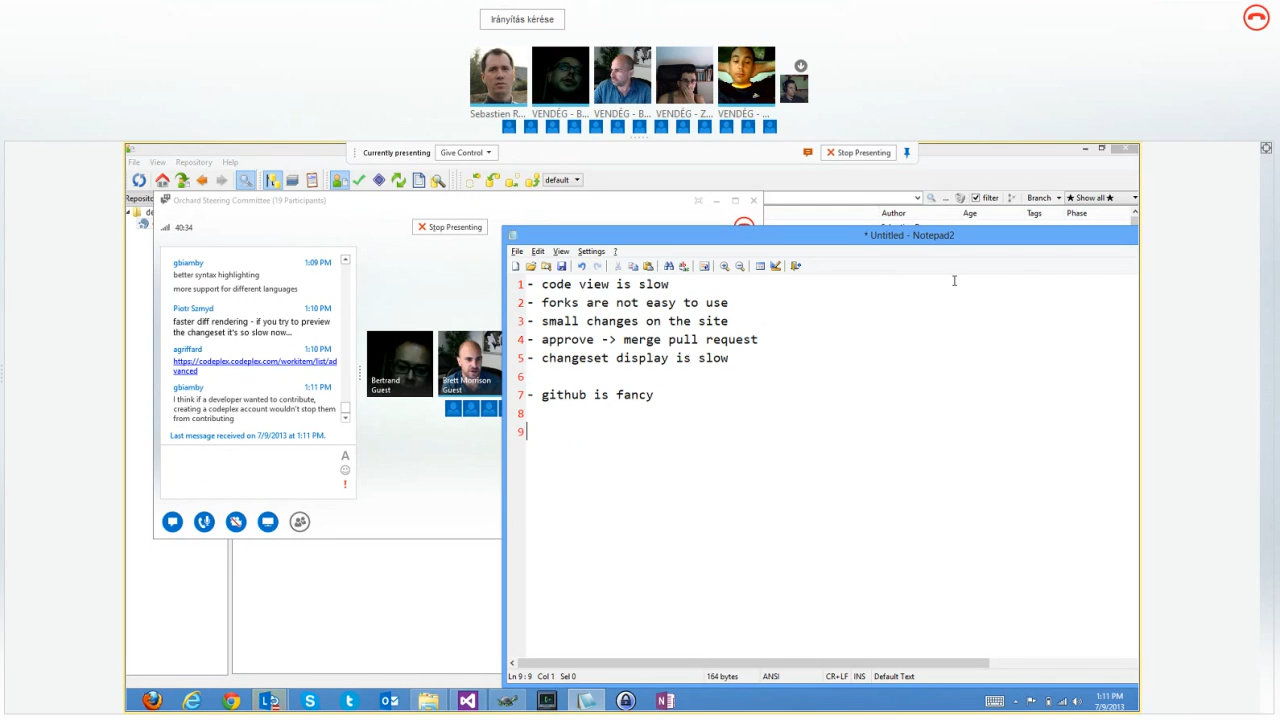 Irányítás kérése
Sebastien R...
VENDÉG - B...
VENDÉG - B...
VENDÉG - Z...
VENDÉG - ...
Currently presenting
Give Control
Stop Presenting
File View Repository Help
default
filter
Branch
★ Show all ★
Reposito
Author Age Tags Phase
Orchard Steering Committee (19 Participants)
40:34
Stop Presenting
gbiamby 1:09 PM
better syntax highlighting
more support for different languages
Piotr Szmyd 1:10 PM
faster diff rendering - if you try to preview
the changeset it's so slow now...
agriffard 1:10 PM
https://codeplex.codeplex.com/workitem/list/ad
vanced
gbiamby 1:11 PM
I think if a developer wanted to contribute,
creating a codeplex account wouldn't stop them
from contributing
Last message received on 7/9/2013 at 1:11 PM.
A
Bertrand
Guest
Brett Morrison
Guest
* Untitled - Notepad2
File Edit View Settings ?
1 - code view is slow
2 - forks are not easy to use
3 - small changes on the site
4 - approve -> merge pull request
5 - changeset display is slow
6
7 - github is fancy
8
9
Ln 9 : 9 Col 1 Sel 0
164 bytes
ANSI
CR+LF
INS
Default Text
1:11 PM
7/9/2013